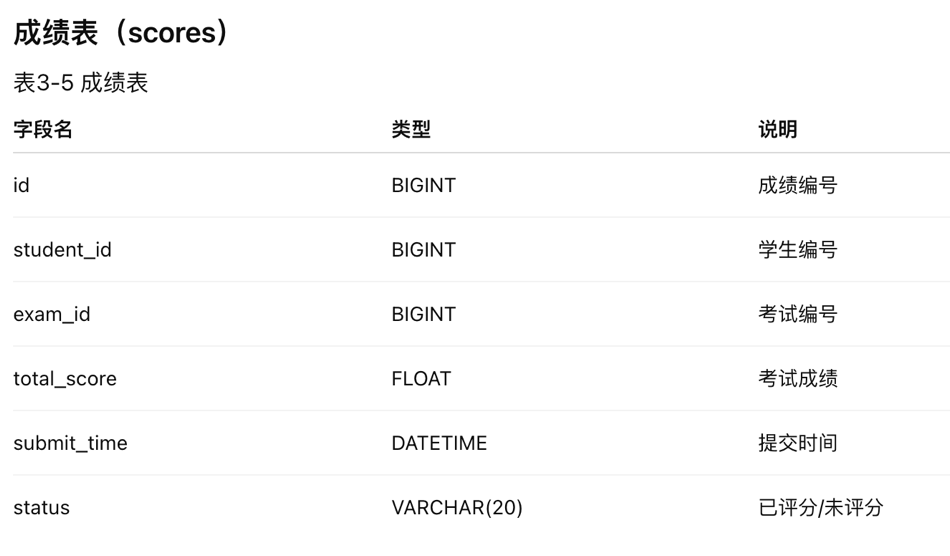 成绩表（scores）
表3-5 成绩表
字段名 类型 说明
id BIGINT 成绩编号
student_id BIGINT 学生编号
exam_id BIGINT 考试编号
total_score FLOAT 考试成绩
submit_time DATETIME 提交时间
status VARCHAR(20) 已评分/未评分